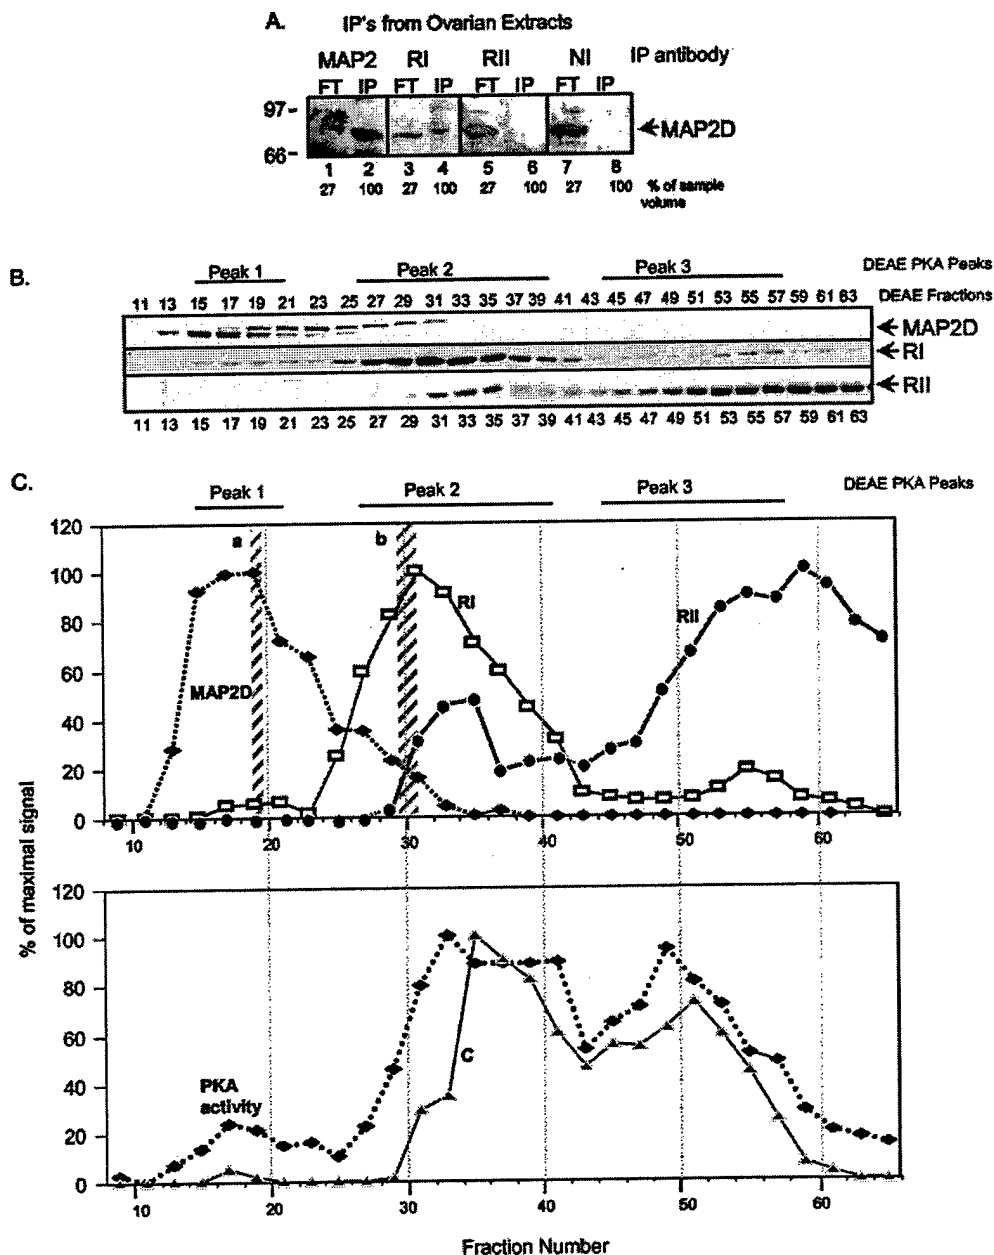 A. IP's from Ovarian Extracts
MAP2 RI RII NI IP antibody
FT IP FT IP FT IP FT IP
97-
MAP2D
66-
1 2 3 4 5 6 7 8
27 100 27 100 27 100 27 100 % of sample volume
B. Peak 1 Peak 2 Peak 3 DEAE PKA Peaks
11 13 15 17 19 21 23 25 27 29 31 33 35 37 39 41 43 45 47 49 51 53 55 57 59 61 63 DEAE Fractions
MAP2D
RI
RII
11 13 15 17 19 21 23 25 27 29 31 33 35 37 39 41 43 45 47 49 51 53 55 57 59 61 63
C. Peak 1 Peak 2 Peak 3 DEAE PKA Peaks
120
a b
100
RI RII
80
60
MAP2D
40
20
0
10 20 30 40 50 60
% of maximal signal
120
100
80
60
C
40
PKA activity
20
0
10 20 30 40 50 60
Fraction Number